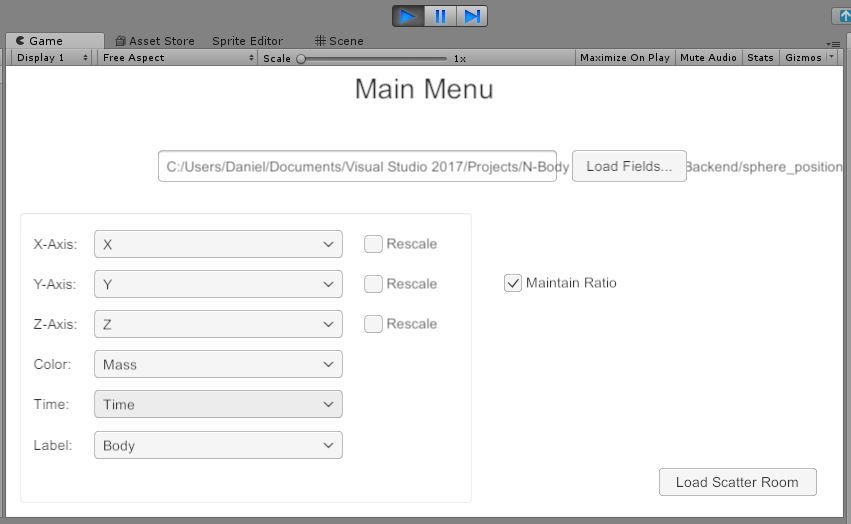 Game Asset Store Sprite Editor Scene
Display 1 Free Aspect Scale 1x Maximize On Play Mute Audio Stats Gizmos
Main Menu
C:/Users/Daniel/Documents/Visual Studio 2017/Projects/N-Body Load Fields... Backend/sphere_position
X-Axis: X Rescale
Y-Axis: Y Rescale
Maintain Ratio
Z-Axis: Z Rescale
Color: Mass
Time: Time
Label: Body
Load Scatter Room